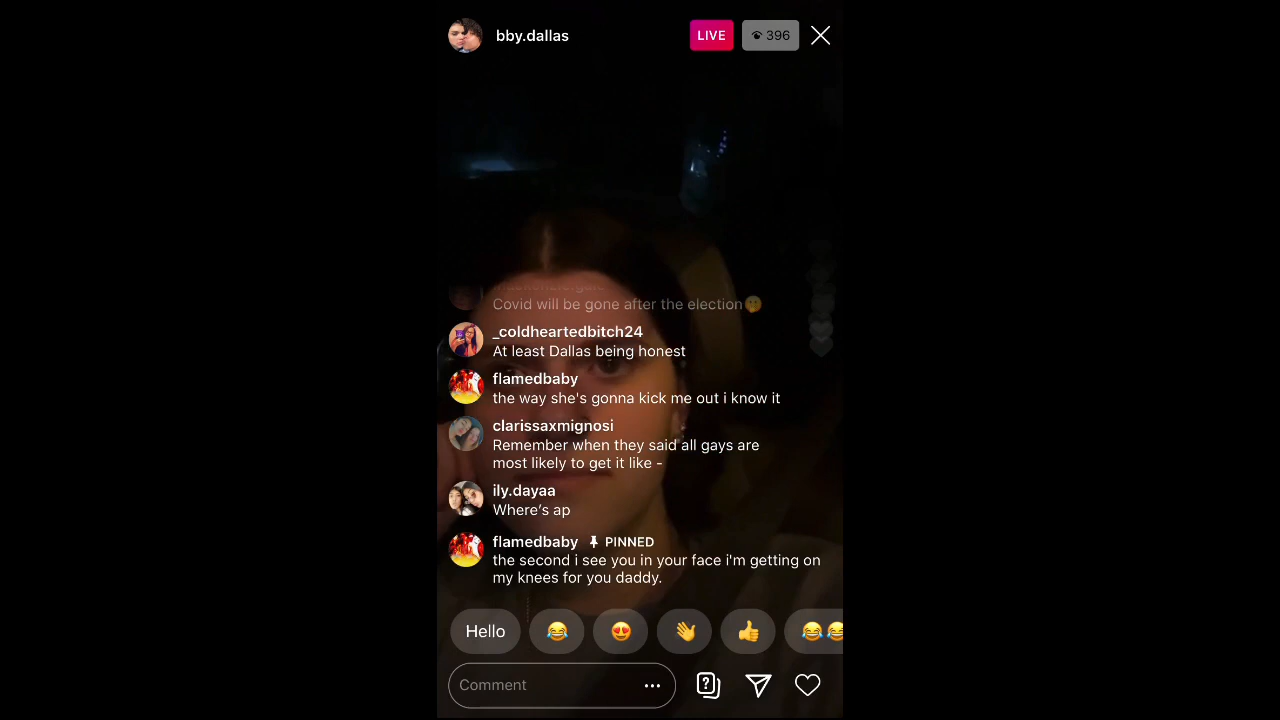 bby.dallas
LIVE
396
Covid will be gone after the election🤭
_coldheartedbitch24
At least Dallas being honest
flamedbaby
the way she's gonna kick me out i know it
clarissaxmignosi
Remember when they said all gays are
most likely to get it like -
ily.dayaa
Where’s ap
flamedbaby PINNED
the second i see you in your face i'm getting on
my knees for you daddy.
Hello 😂 😍 👋 👍 😂😂
Comment